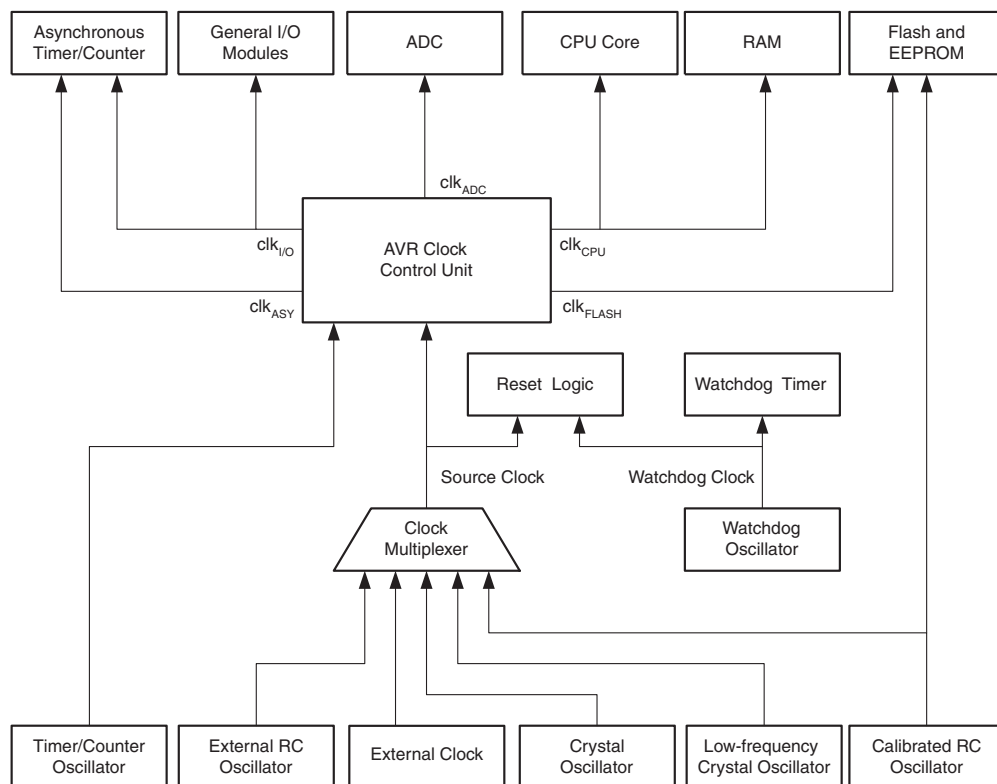 Asynchronous
Timer/Counter
General I/O
Modules
ADC
CPU Core
RAM
Flash and
EEPROM
clkADC
clkI/O
AVR Clock
Control Unit
clkCPU
clkASY
clkFLASH
Reset Logic
Watchdog Timer
Source Clock
Watchdog Clock
Clock
Multiplexer
Watchdog
Oscillator
Timer/Counter
Oscillator
External RC
Oscillator
External Clock
Crystal
Oscillator
Low-frequency
Crystal Oscillator
Calibrated RC
Oscillator